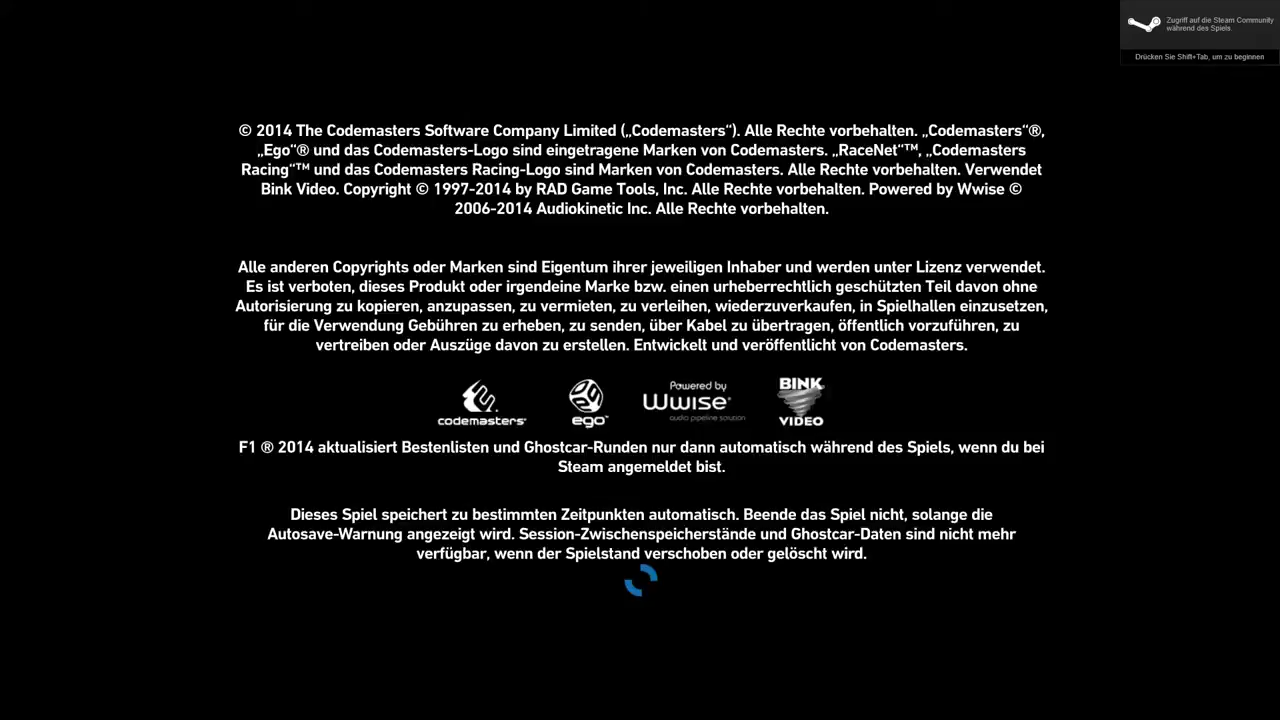 Zugriff auf die Steam Community
während des Spiels.
Drücken Sie Shift+Tab, um zu beginnen
© 2014 The Codemasters Software Company Limited („Codemasters“). Alle Rechte vorbehalten. „Codemasters“®,
„Ego“® und das Codemasters-Logo sind eingetragene Marken von Codemasters. „RaceNet“™, „Codemasters
Racing“™ und das Codemasters Racing-Logo sind Marken von Codemasters. Alle Rechte vorbehalten. Verwendet
Bink Video. Copyright © 1997-2014 by RAD Game Tools, Inc. Alle Rechte vorbehalten. Powered by Wwise ©
2006-2014 Audiokinetic Inc. Alle Rechte vorbehalten.
Alle anderen Copyrights oder Marken sind Eigentum ihrer jeweiligen Inhaber und werden unter Lizenz verwendet.
Es ist verboten, dieses Produkt oder irgendeine Marke bzw. einen urheberrechtlich geschützten Teil davon ohne
Autorisierung zu kopieren, anzupassen, zu vermieten, zu verleihen, wiederzuverkaufen, in Spielhallen einzusetzen,
für die Verwendung Gebühren zu erheben, zu senden, über Kabel zu übertragen, öffentlich vorzuführen, zu
vertreiben oder Auszüge davon zu erstellen. Entwickelt und veröffentlicht von Codemasters.
codemasters®
ego™
Powered by
Wwise®
audio pipeline solution
BINK
VIDEO
F1 ® 2014 aktualisiert Bestenlisten und Ghostcar-Runden nur dann automatisch während des Spiels, wenn du bei
Steam angemeldet bist.
Dieses Spiel speichert zu bestimmten Zeitpunkten automatisch. Beende das Spiel nicht, solange die
Autosave-Warnung angezeigt wird. Session-Zwischenspeicherstände und Ghostcar-Daten sind nicht mehr
verfügbar, wenn der Spielstand verschoben oder gelöscht wird.